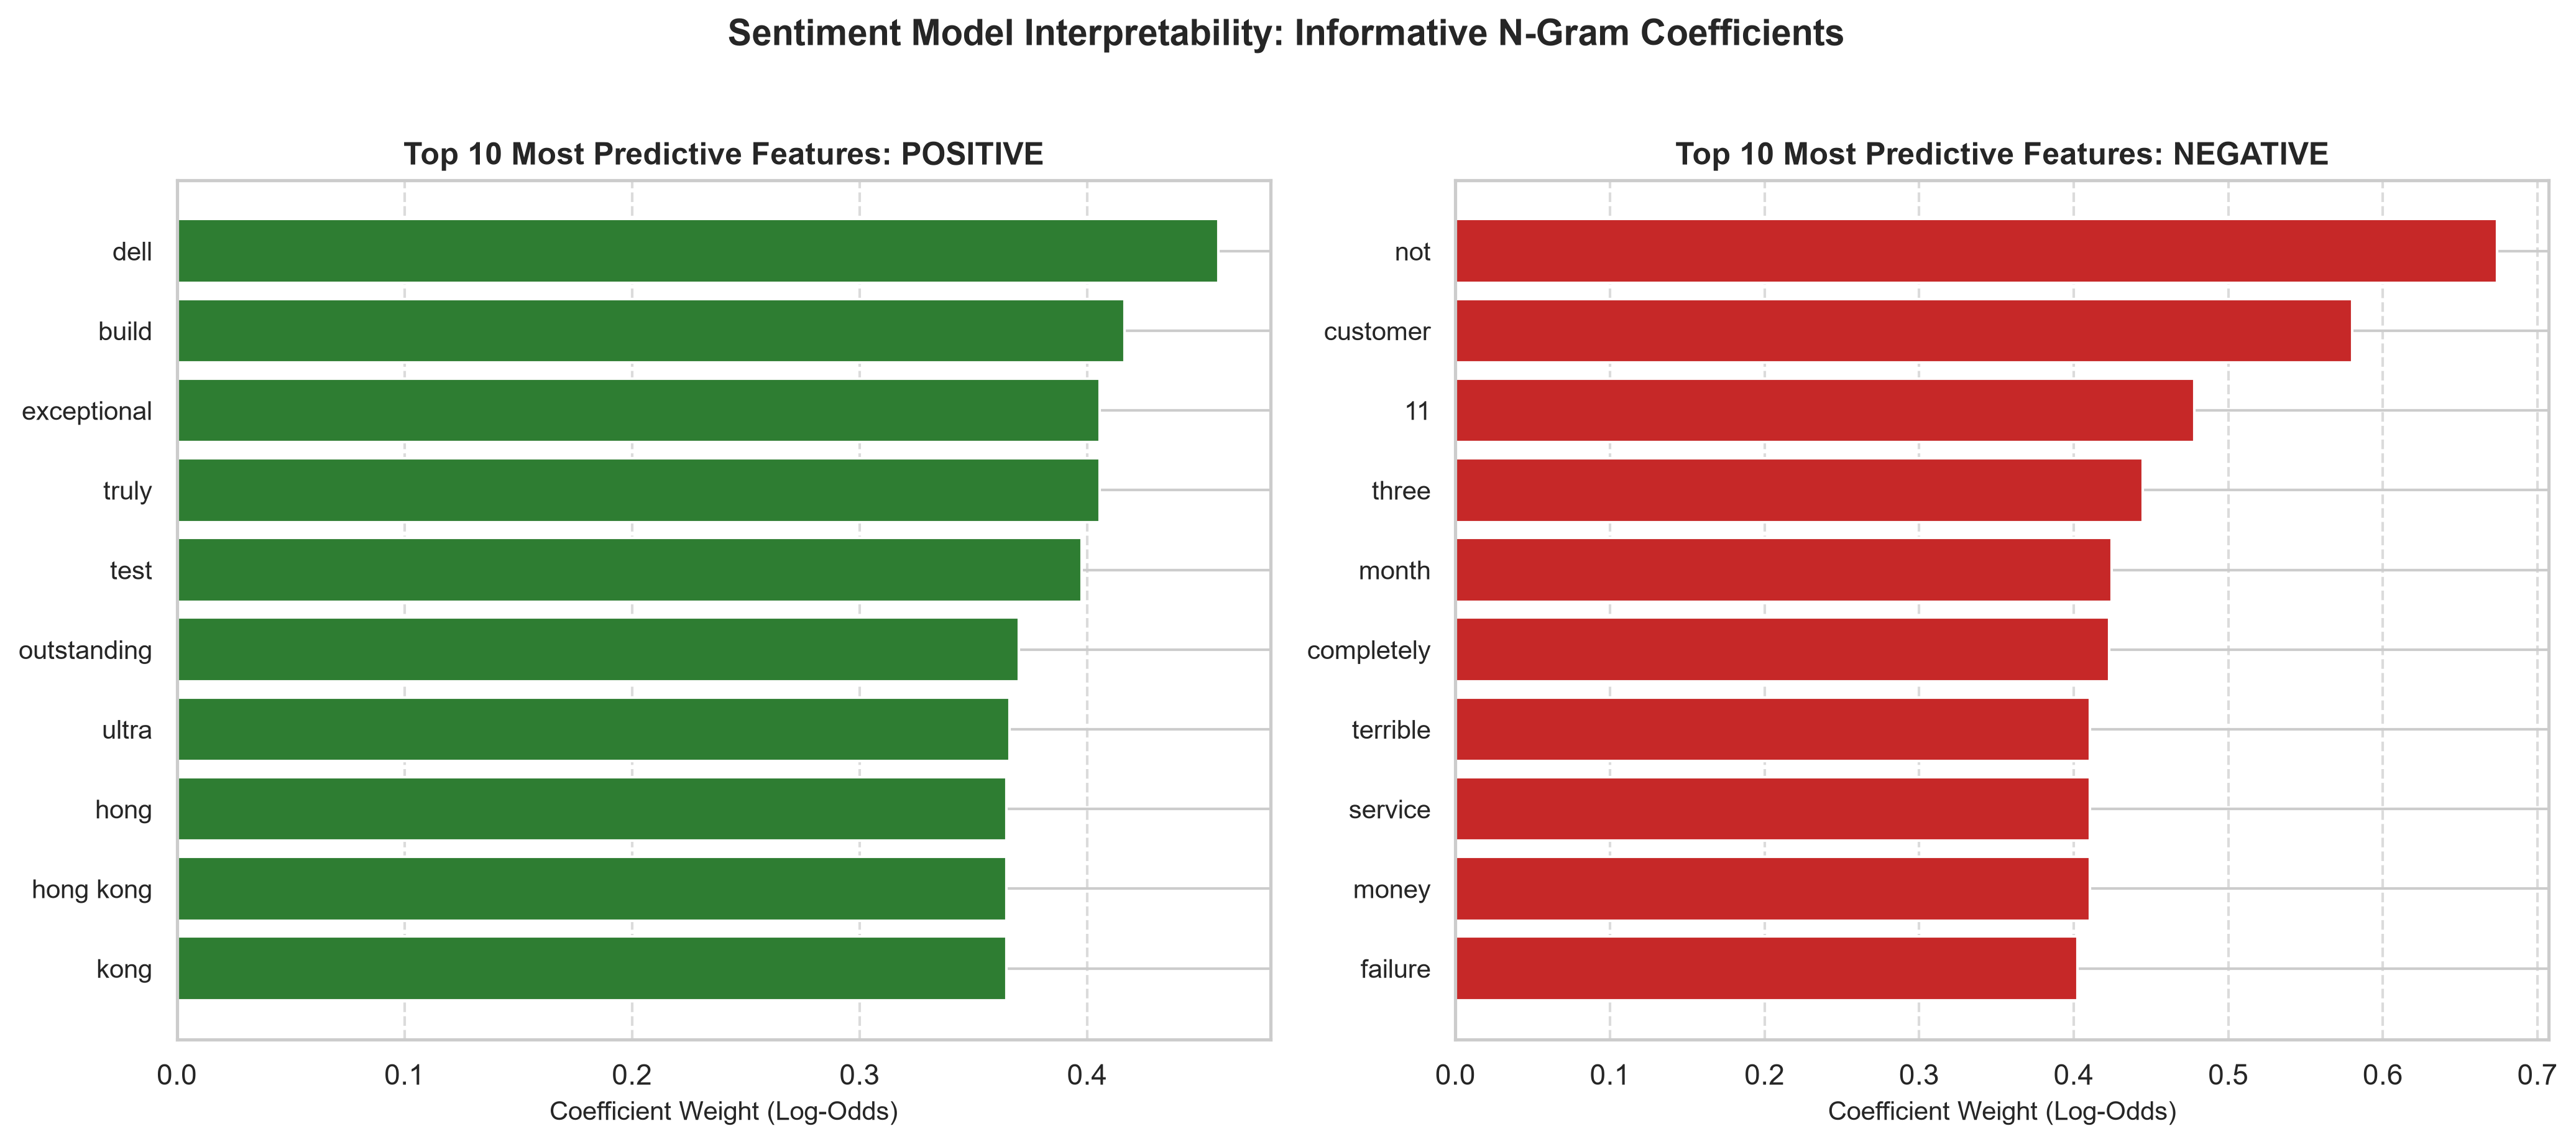 Sentiment Model Interpretability: Informative N-Gram Coefficients
Top 10 Most Predictive Features: POSITIVE
dell
build
exceptional
truly
test
outstanding
ultra
hong
hong kong
kong
0.0 0.1 0.2 0.3 0.4
Coefficient Weight (Log-Odds)
Top 10 Most Predictive Features: NEGATIVE
not
customer
11
three
month
completely
terrible
service
money
failure
0.0 0.1 0.2 0.3 0.4 0.5 0.6 0.7
Coefficient Weight (Log-Odds)